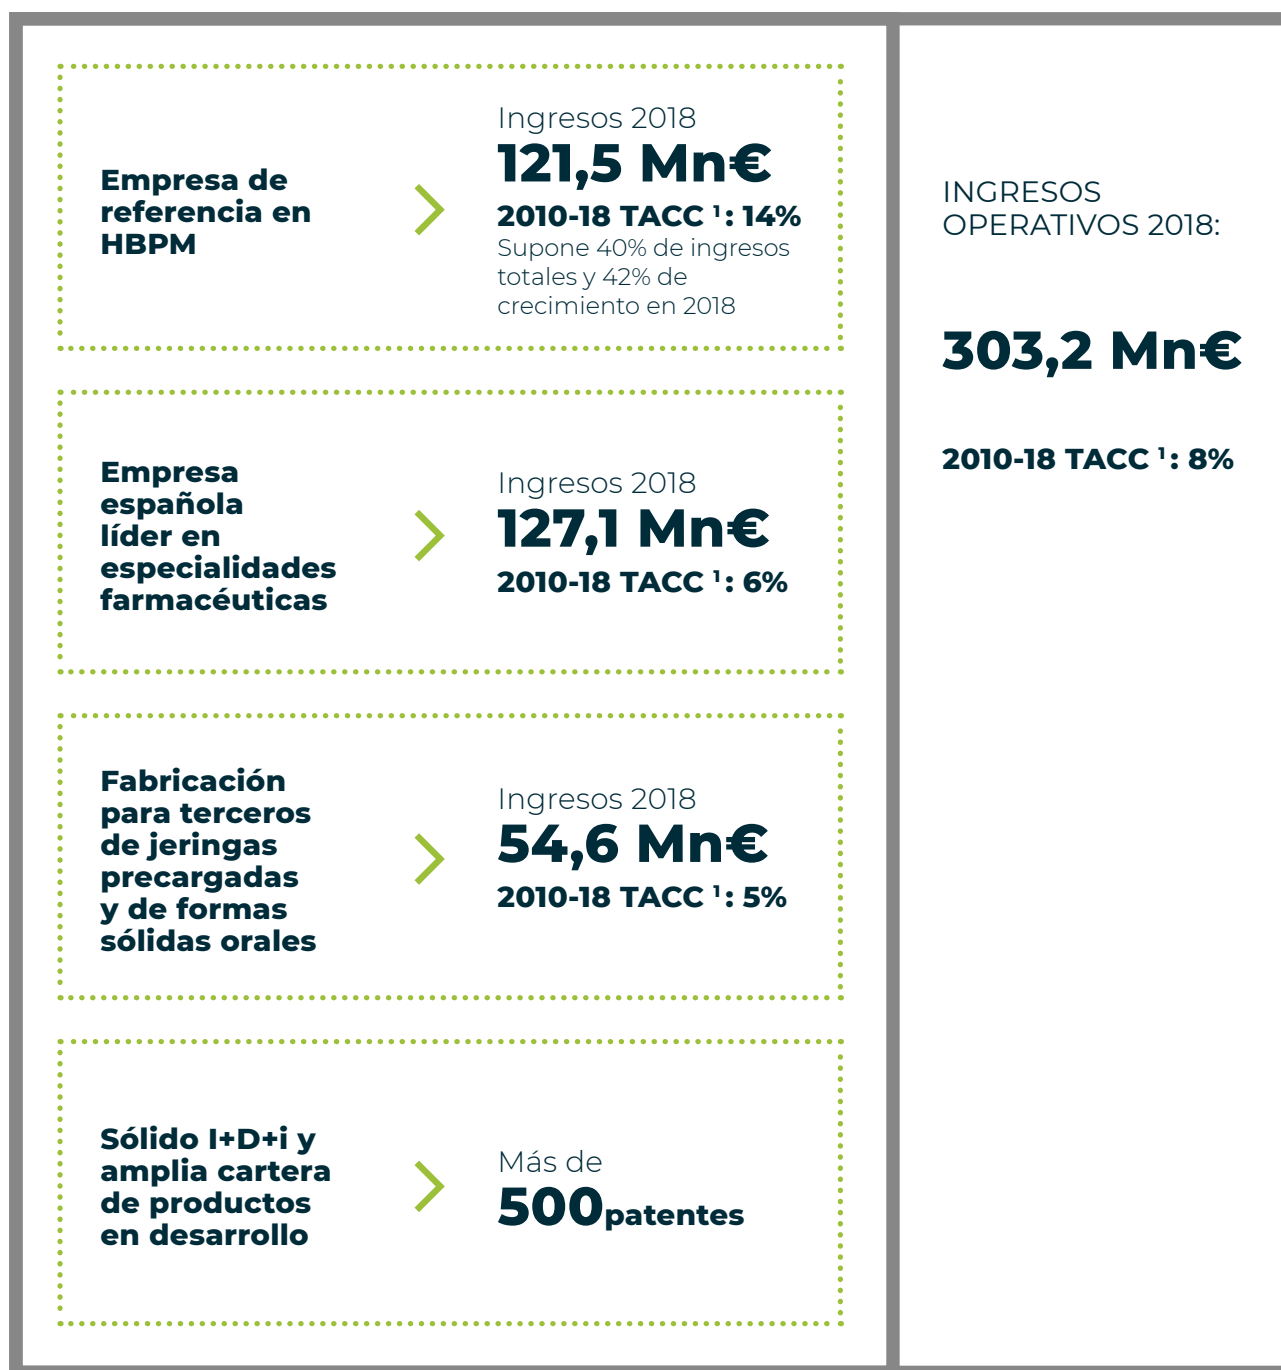 Empresa de
referencia en
HBPM
Ingresos 2018
121,5 Mn€
2010-18 TACC ¹: 14%
Supone 40% de ingresos
totales y 42% de
crecimiento en 2018
Empresa
española
líder en
especialidades
farmacéuticas
Ingresos 2018
127,1 Mn€
2010-18 TACC ¹: 6%
Fabricación
para terceros
de jeringas
precargadas
y de formas
sólidas orales
Ingresos 2018
54,6 Mn€
2010-18 TACC ¹: 5%
Sólido I+D+i y
amplia cartera
de productos
en desarrollo
Más de
500patentes
INGRESOS
OPERATIVOS 2018:
303,2 Mn€
2010-18 TACC ¹: 8%